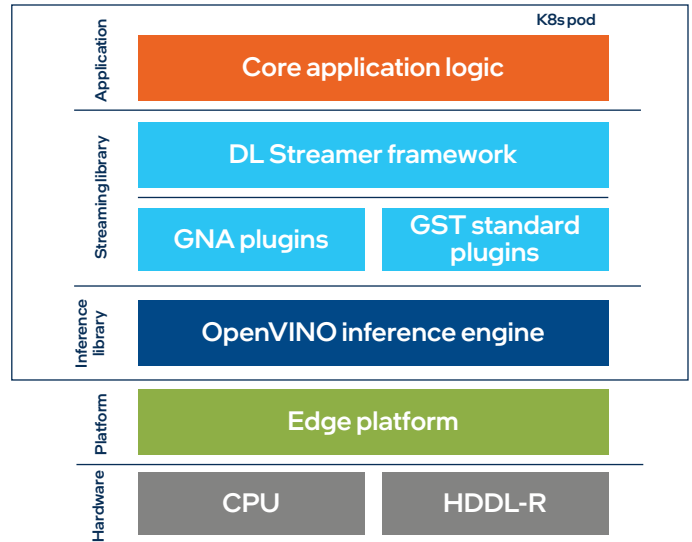 K8s pod
Application
Core application logic
Streaming library
DL Streamer framework
GNA plugins
GST standard
plugins
Inference
library
OpenVINO inference engine
Platform
Edge platform
Hardware
CPU
HDDL-R